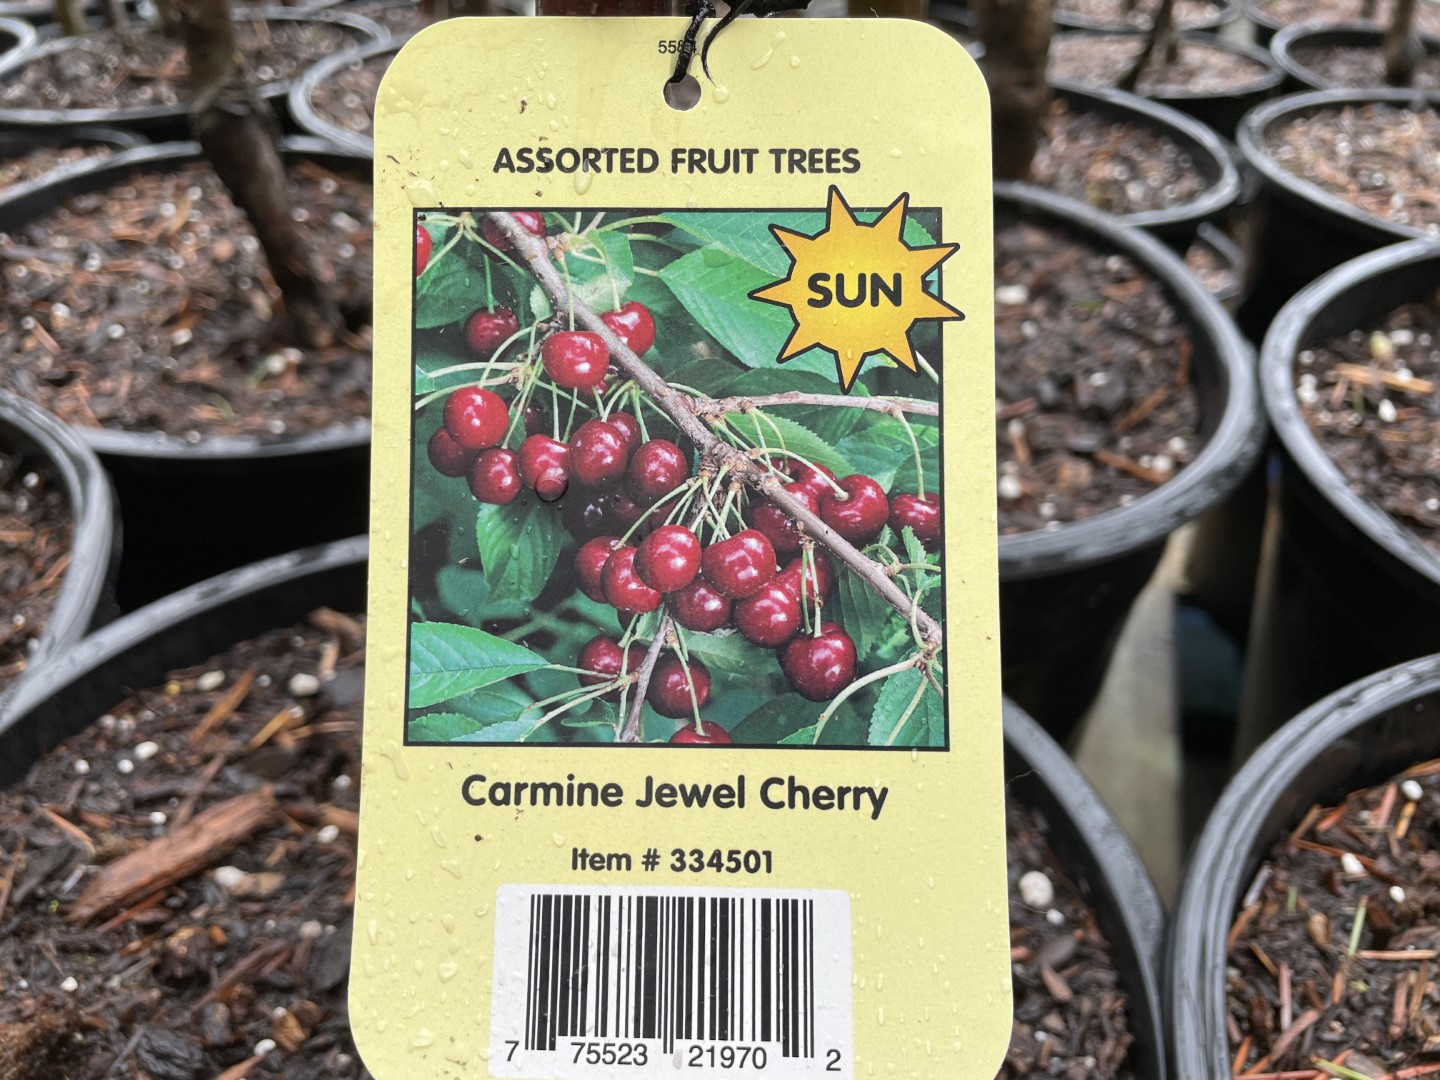 ASSORTED FRUIT TREES
SUN
Carmine Jewel Cherry
Item # 334501
7 75523 21970 2